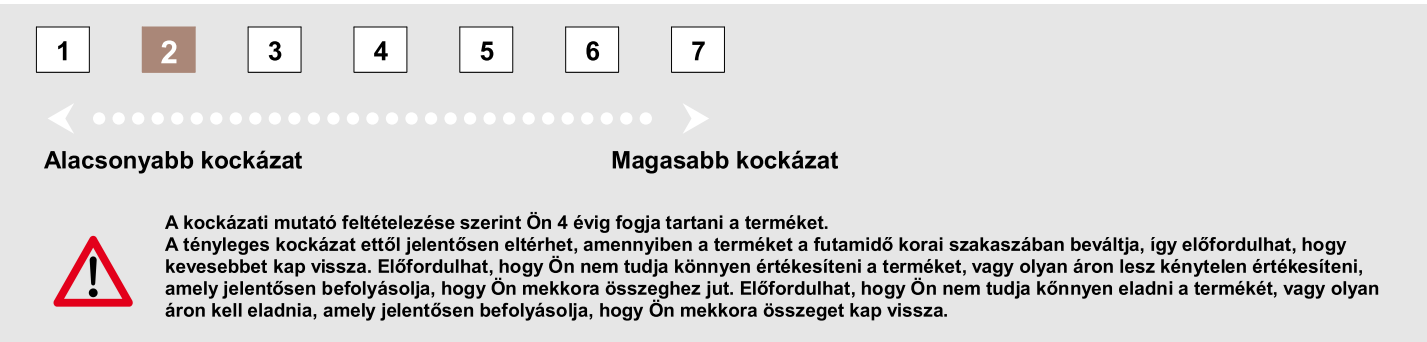 1 2 3 4 5 6 7
Alacsonyabb kockázat Magasabb kockázat
A kockázati mutató feltételezése szerint Ön 4 évig fogja tartani a terméket.
A tényleges kockázat ettől jelentősen eltérhet, amennyiben a terméket a futamidő korai szakaszában beváltja, így előfordulhat, hogy
kevesebbet kap vissza. Előfordulhat, hogy Ön nem tudja könnyen értékesíteni a terméket, vagy olyan áron lesz kénytelen értékesíteni,
amely jelentősen befolyásolja, hogy Ön mekkora összeghez jut. Előfordulhat, hogy Ön nem tudja kőnnyen eladni a termékét, vagy olyan
áron kell eladnia, amely jelentősen befolyásolja, hogy Ön mekkora összeget kap vissza.